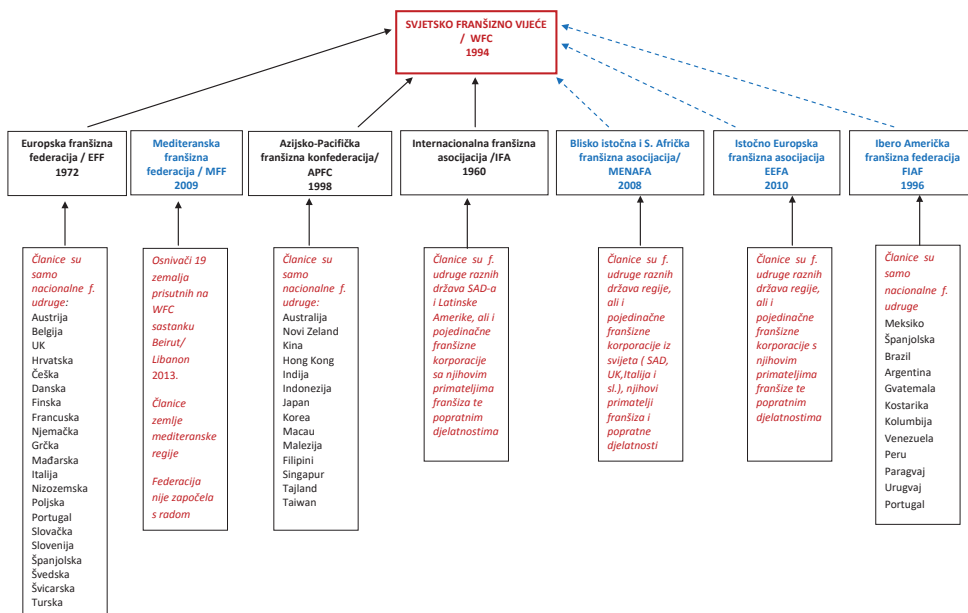 SVJETSKO FRANŠIZNO VIJEĆE
/ WFC
1994
Europska franšizna
federacija / EFF
1972
Mediteranska
franšizna
federacija / MFF
2009
Azijsko-Pacifička
franšizna konfederacija/
APFC
1998
Internacionalna franšizna
asocijacija /IFA
1960
Blisko istočna i S. Afrička
franšizna asocijacija/
MENAFA
2008
Istočno Europska
franšizna asocijacija
EEFA
2010
Ibero Američka
franšizna federacija
FIAF
1996
Članice su
samo
nacionalne f.
udruge:
Austrija
Belgija
UK
Hrvatska
Češka
Danska
Finska
Francuska
Njemačka
Grčka
Mađarska
Italija
Nizozemska
Poljska
Portugal
Slovačka
Slovenija
Španjolska
Švedska
Švicarska
Turska
Osnivači 19
zemalja
prisutnih na
WFC
sastanku
Beirut/
Libanon
2013.
Članice
zemlje
mediteranske
regije
Federacija
nije započela
s radom
Članice su
samo
nacionalne f.
udruge:
Australija
Novi Zeland
Kina
Hong Kong
Indija
Indonezija
Japan
Korea
Macau
Malezija
Filipini
Singapur
Tajland
Taiwan
Članice su f.
udruge raznih
država SAD-a
i Latinske
Amerike, ali i
pojedinačne
franšizne
korporacije
sa njihovim
primateljima
franšiza te
popratnim
djelatnostima
Članice su f.
udruge raznih
država regije,
ali i
pojedinačne
franšizne
korporacije iz
svijeta ( SAD,
UK,Italija i
sl.), njihovi
primatelji
franšiza i
popratne
djelatnosti
Članice su f.
udruge raznih
država regije,
ali i
pojedinačne
franšizne
korporacije s
njihovim
primateljima
franšize te
popratnim
djelatnostima
Članice su
samo
nacionalne f.
udruge
Meksiko
Španjolska
Brazil
Argentina
Gvatemala
Kostarika
Kolumbija
Venezuela
Peru
Paragvaj
Urugvaj
Portugal